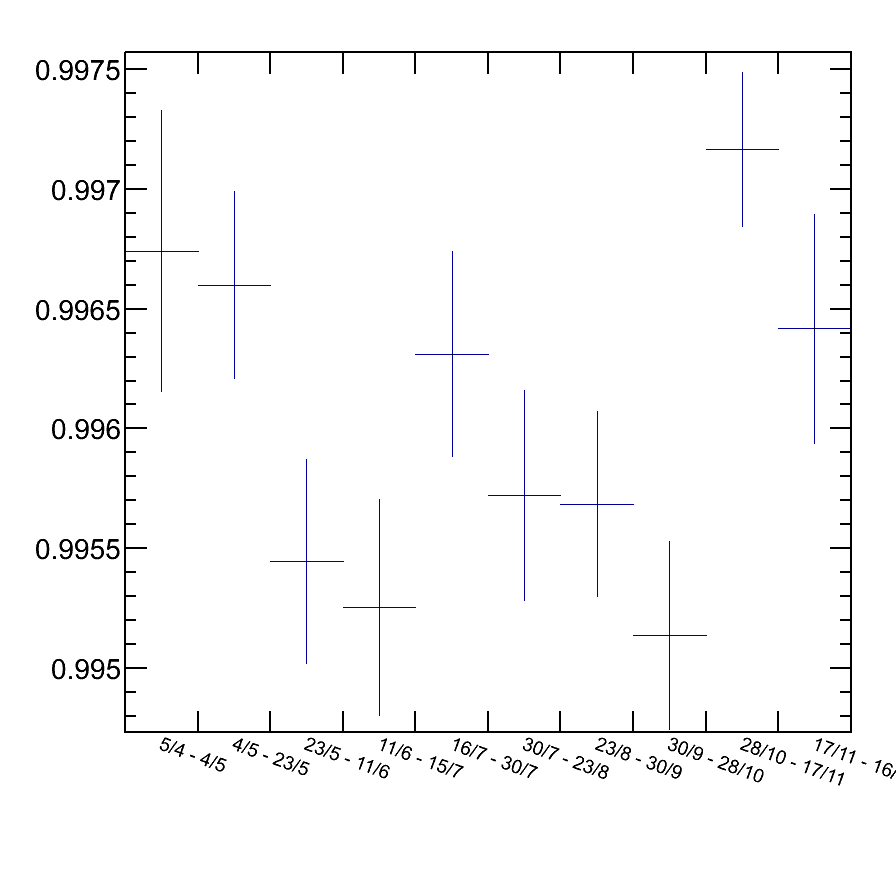 0.9975
0.997
0.9965
0.996
0.9955
0.995
5/4 - 4/5
4/5 - 23/5
23/5 - 11/6
11/6 - 15/7
16/7 - 30/7
30/7 - 23/8
23/8 - 30/9
30/9 - 28/10
28/10 - 17/11
17/11 - 16/